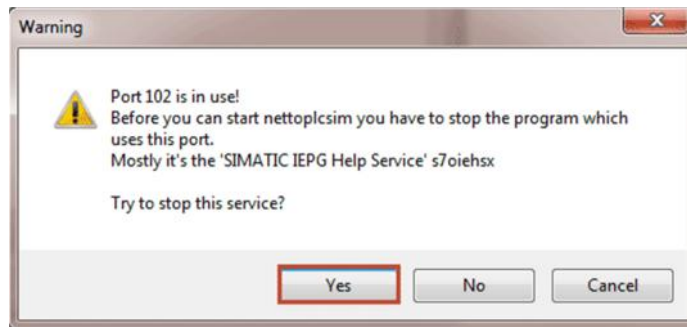 Warning
Port 102 is in use!
Before you can start nettoplcsim you have to stop the program which
uses this port.
Mostly it's the 'SIMATIC IEPG Help Service' s7oiehsx
Try to stop this service?
Yes
No
Cancel